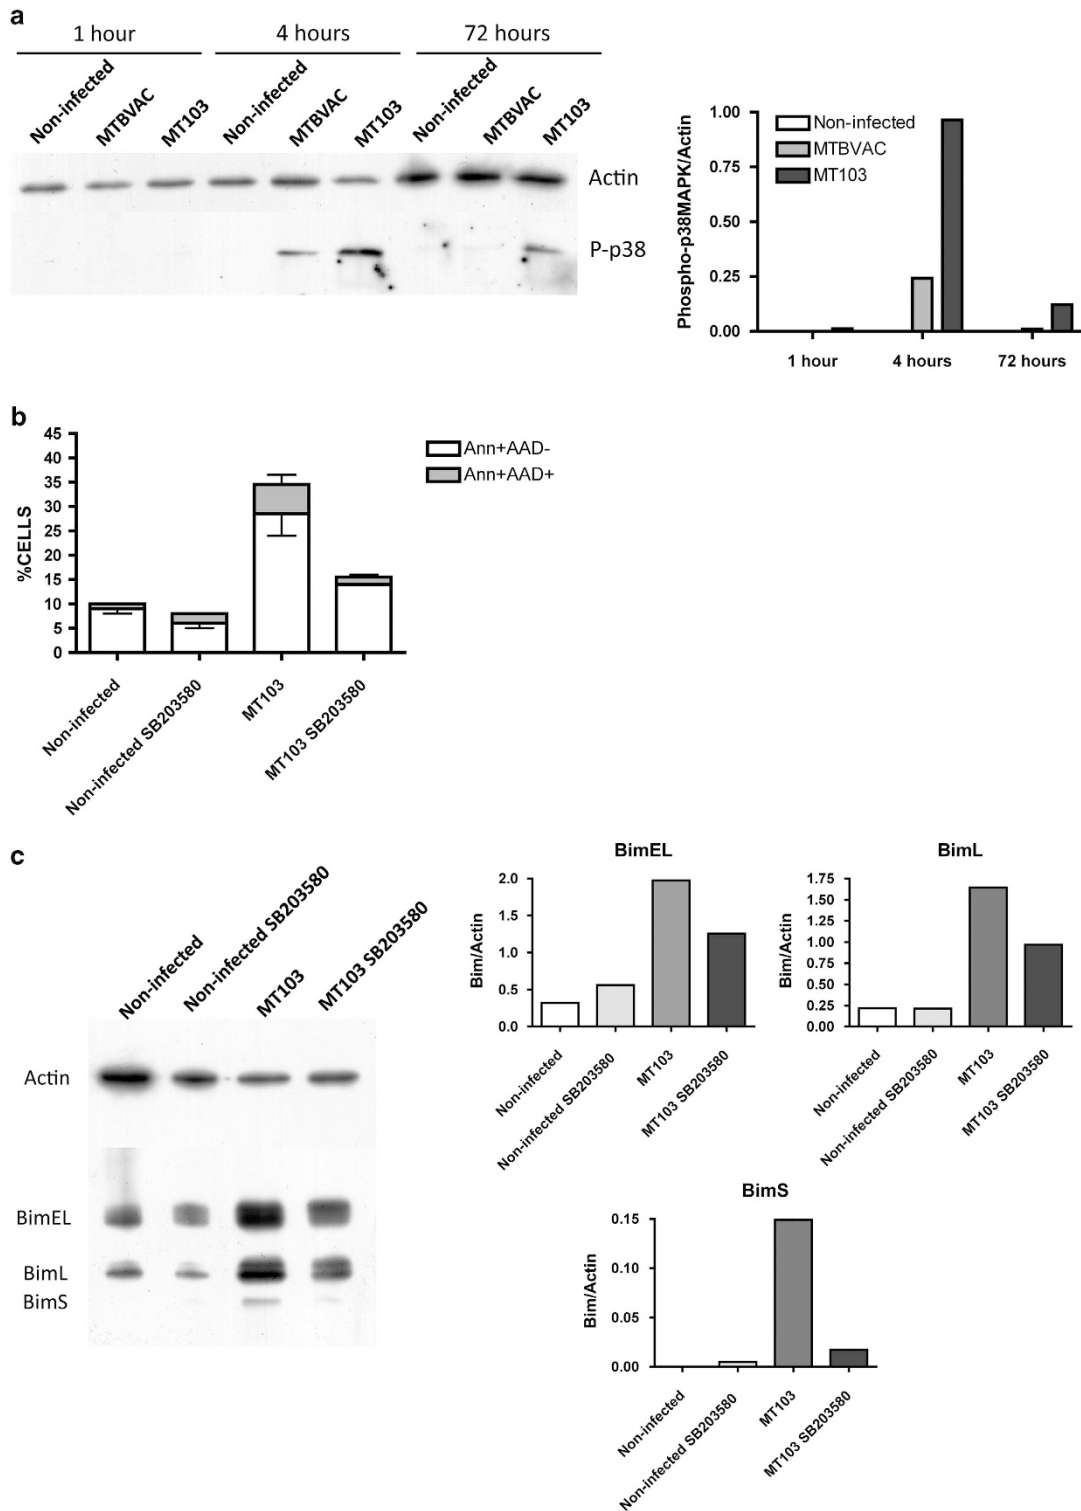 a
1 hour 4 hours 72 hours
Non-infected MTBVAC MT103 Non-infected MTBVAC MT103 Non-infected MTBVAC MT103
Actin
P-p38
Phospho-p38MAPK/Actin
1.00
0.75
0.50
0.25
0.00
Non-infected
MTBVAC
MT103
1 hour 4 hours 72 hours
b
%CELLS
45
40
35
30
25
20
15
10
5
0
Ann+AAD-
Ann+AAD+
Non-infected
Non-infected SB203580
MT103
MT103 SB203580
c
Non-infected
Non-infected SB203580
MT103
MT103 SB203580
Actin
BimEL
BimL
BimS
BimEL
Bim/Actin
2.0
1.5
1.0
0.5
0.0
Non-infected
Non-infected SB203580
MT103
MT103 SB203580
BimL
Bim/Actin
1.75
1.50
1.25
1.00
0.75
0.50
0.25
0.00
Non-infected
Non-infected SB203580
MT103
MT103 SB203580
BimS
Bim/Actin
0.15
0.10
0.05
0.00
Non-infected
Non-infected SB203580
MT103
MT103 SB203580